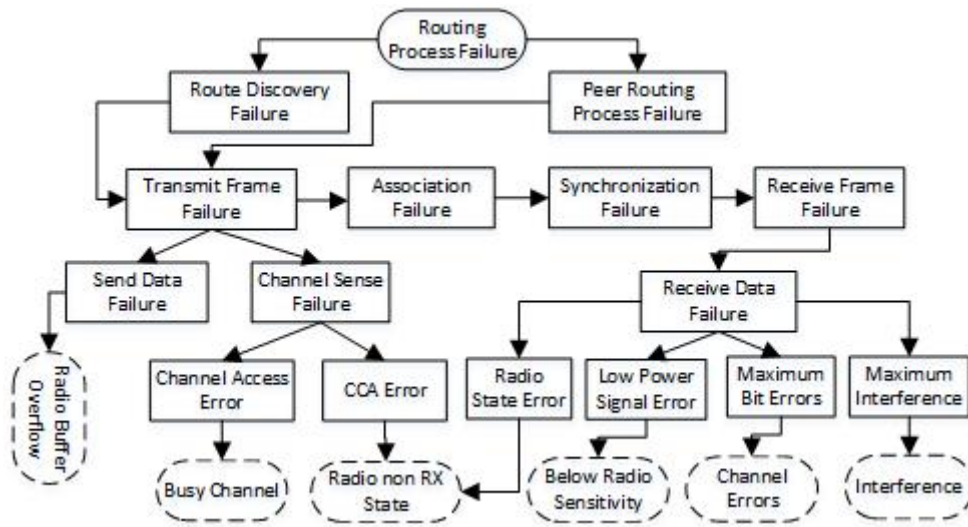 Routing
Process Failure
Route Discovery
Failure
Peer Routing
Process Failure
Transmit Frame
Failure
Association
Failure
Synchronization
Failure
Receive Frame
Failure
Send Data
Failure
Channel Sense
Failure
Receive Data
Failure
Radio Buffer
Overflow
Channel Access
Error
CCA Error
Radio
State Error
Low Power
Signal Error
Maximum
Bit Errors
Maximum
Interference
Busy Channel
Radio non RX
State
Below Radio
Sensitivity
Channel
Errors
Interference